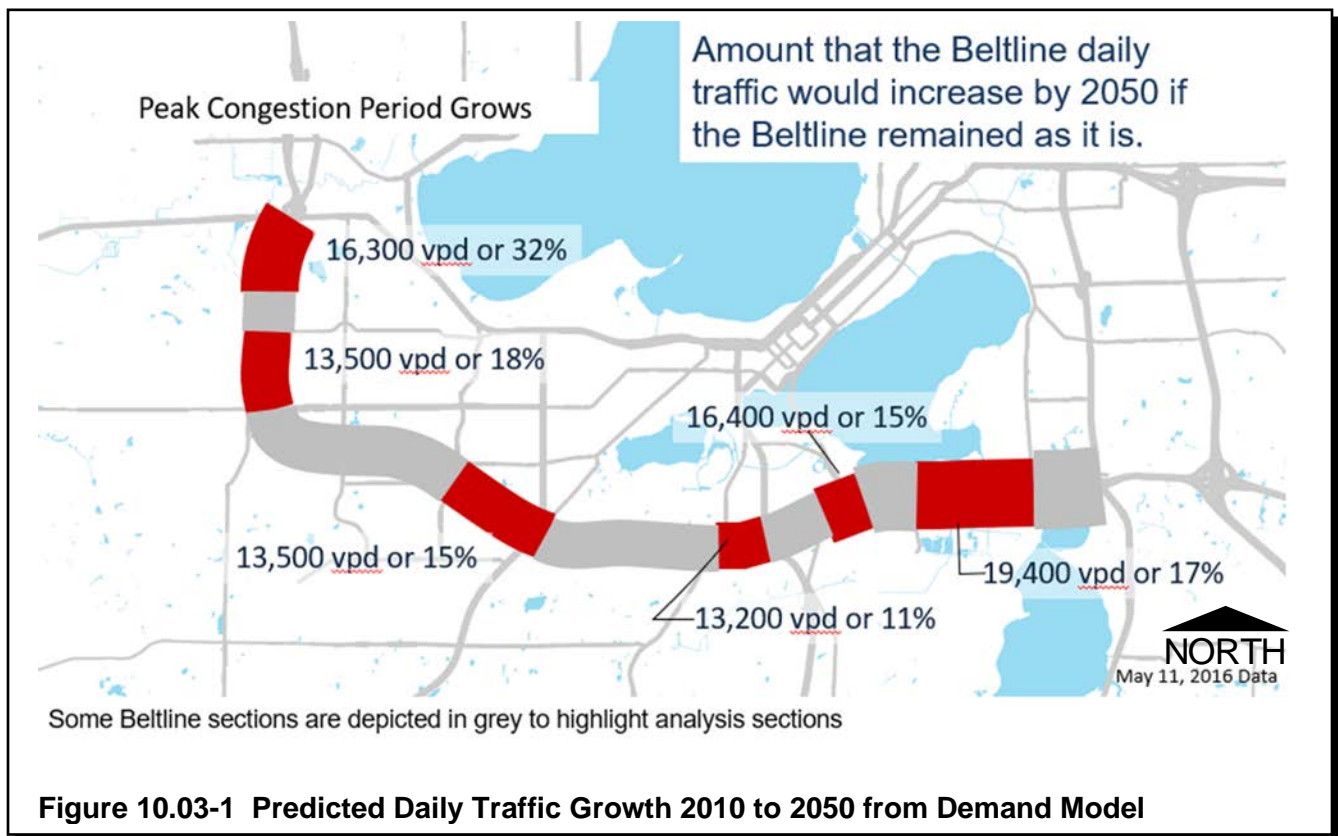 Peak Congestion Period Grows
Amount that the Beltline daily
traffic would increase by 2050 if
the Beltline remained as it is.
16,300 vpd or 32%
13,500 vpd or 18%
16,400 vpd or 15%
13,500 vpd or 15%
19,400 vpd or 17%
13,200 vpd or 11%
NORTH
May 11, 2016 Data
Some Beltline sections are depicted in grey to highlight analysis sections
Figure 10.03-1 Predicted Daily Traffic Growth 2010 to 2050 from Demand Model